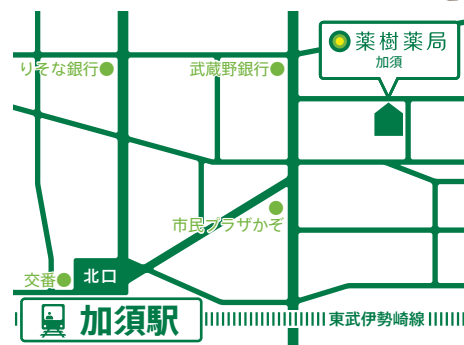 薬樹薬局
加須
りそな銀行
武蔵野銀行
市民プラザかぞ
交番
北口
加須駅
東武伊勢崎線